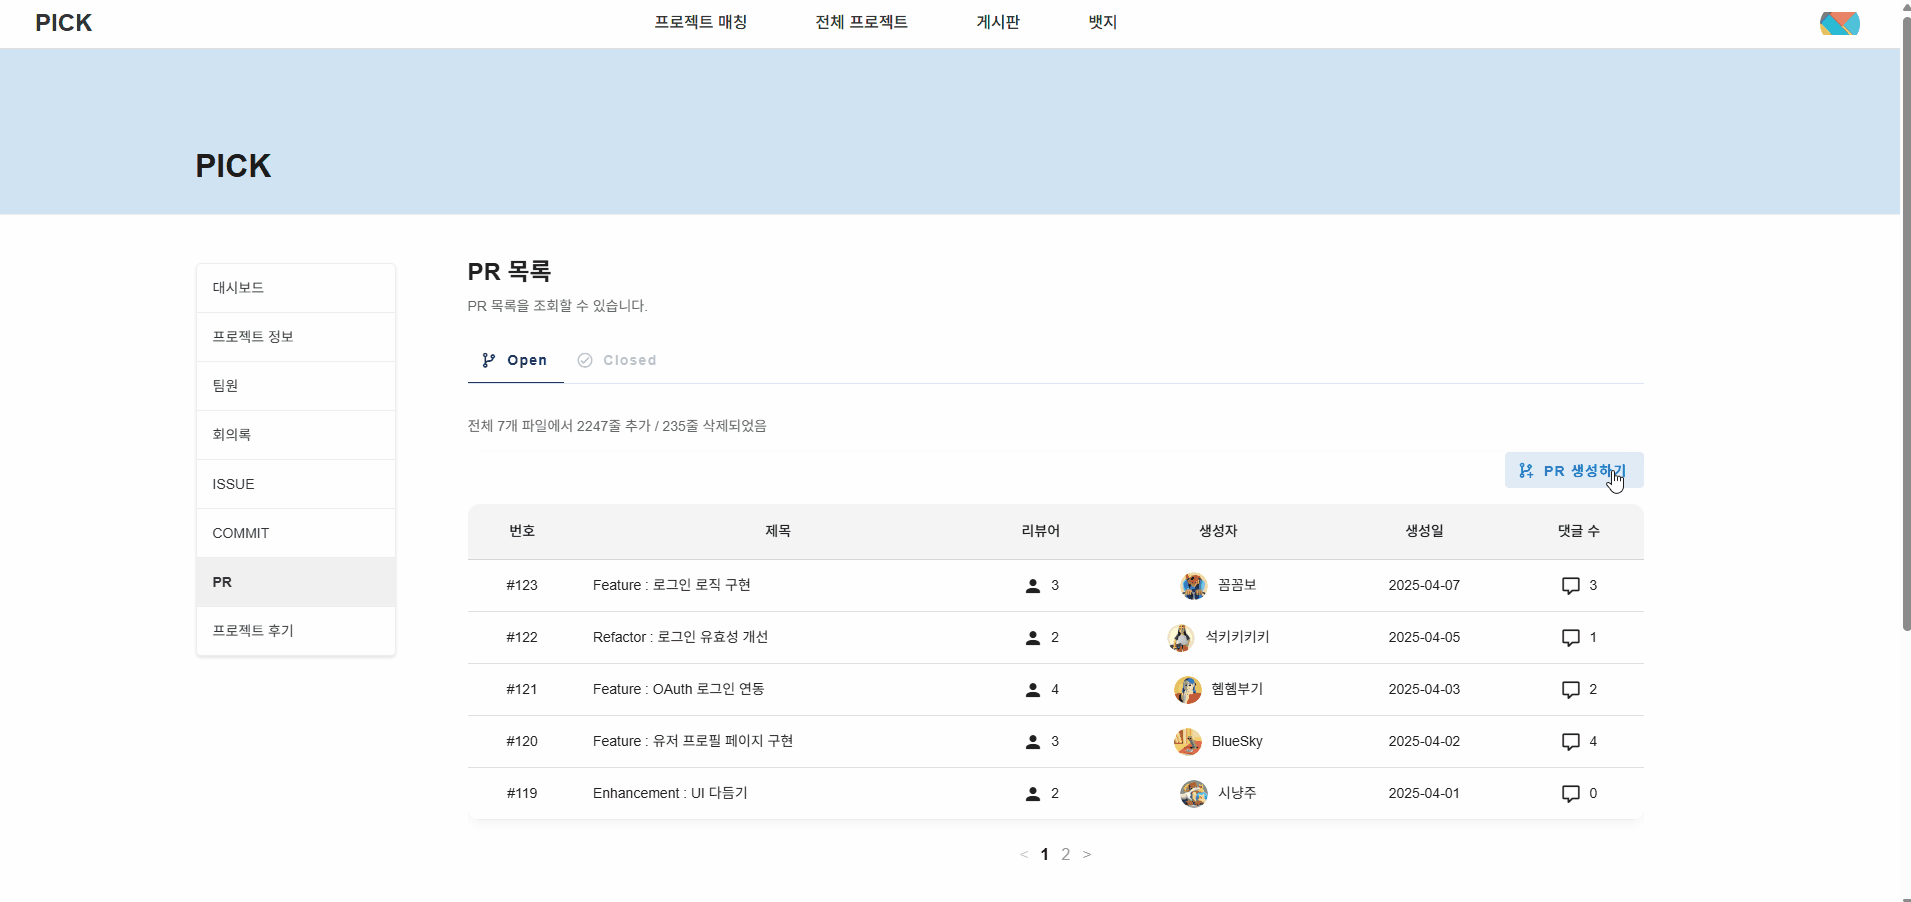 PICK 프로젝트 매칭 전체 프로젝트 게시판 뱃지
PICK
대시보드
프로젝트 정보
팀원
회의록
ISSUE
COMMIT
PR
프로젝트 후기
PR 목록
PR 목록을 조회할 수 있습니다.
Open Closed
전체 7개 파일에서 2247줄 추가 / 235줄 삭제되었음
PR 생성하기
번호 제목 리뷰어 생성자 생성일 댓글 수
#123 Feature : 로그인 로직 구현 3 꼼꼼보 2025-04-07 3
#122 Refactor : 로그인 유효성 개선 2 석키키키키 2025-04-05 1
#121 Feature : OAuth 로그인 연동 4 헴헴부기 2025-04-03 2
#120 Feature : 유저 프로필 페이지 구현 3 BlueSky 2025-04-02 4
#119 Enhancement : UI 다듬기 2 시냥주 2025-04-01 0
< 1 2 >